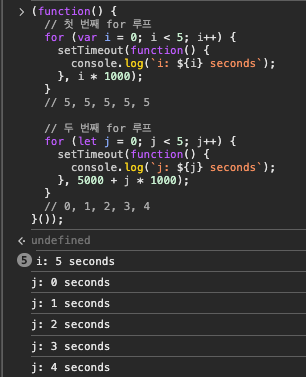 (function() {
  // 첫 번째 for 루프
  for (var i = 0; i < 5; i++) {
    setTimeout(function() {
      console.log(`i: ${i} seconds`);
    }, i * 1000);
  }
  // 5, 5, 5, 5, 5

  // 두 번째 for 루프
  for (let j = 0; j < 5; j++) {
    setTimeout(function() {
      console.log(`j: ${j} seconds`);
    }, 5000 + j * 1000);
  }
  // 0, 1, 2, 3, 4
}());
undefined
5 i: 5 seconds
j: 0 seconds
j: 1 seconds
j: 2 seconds
j: 3 seconds
j: 4 seconds